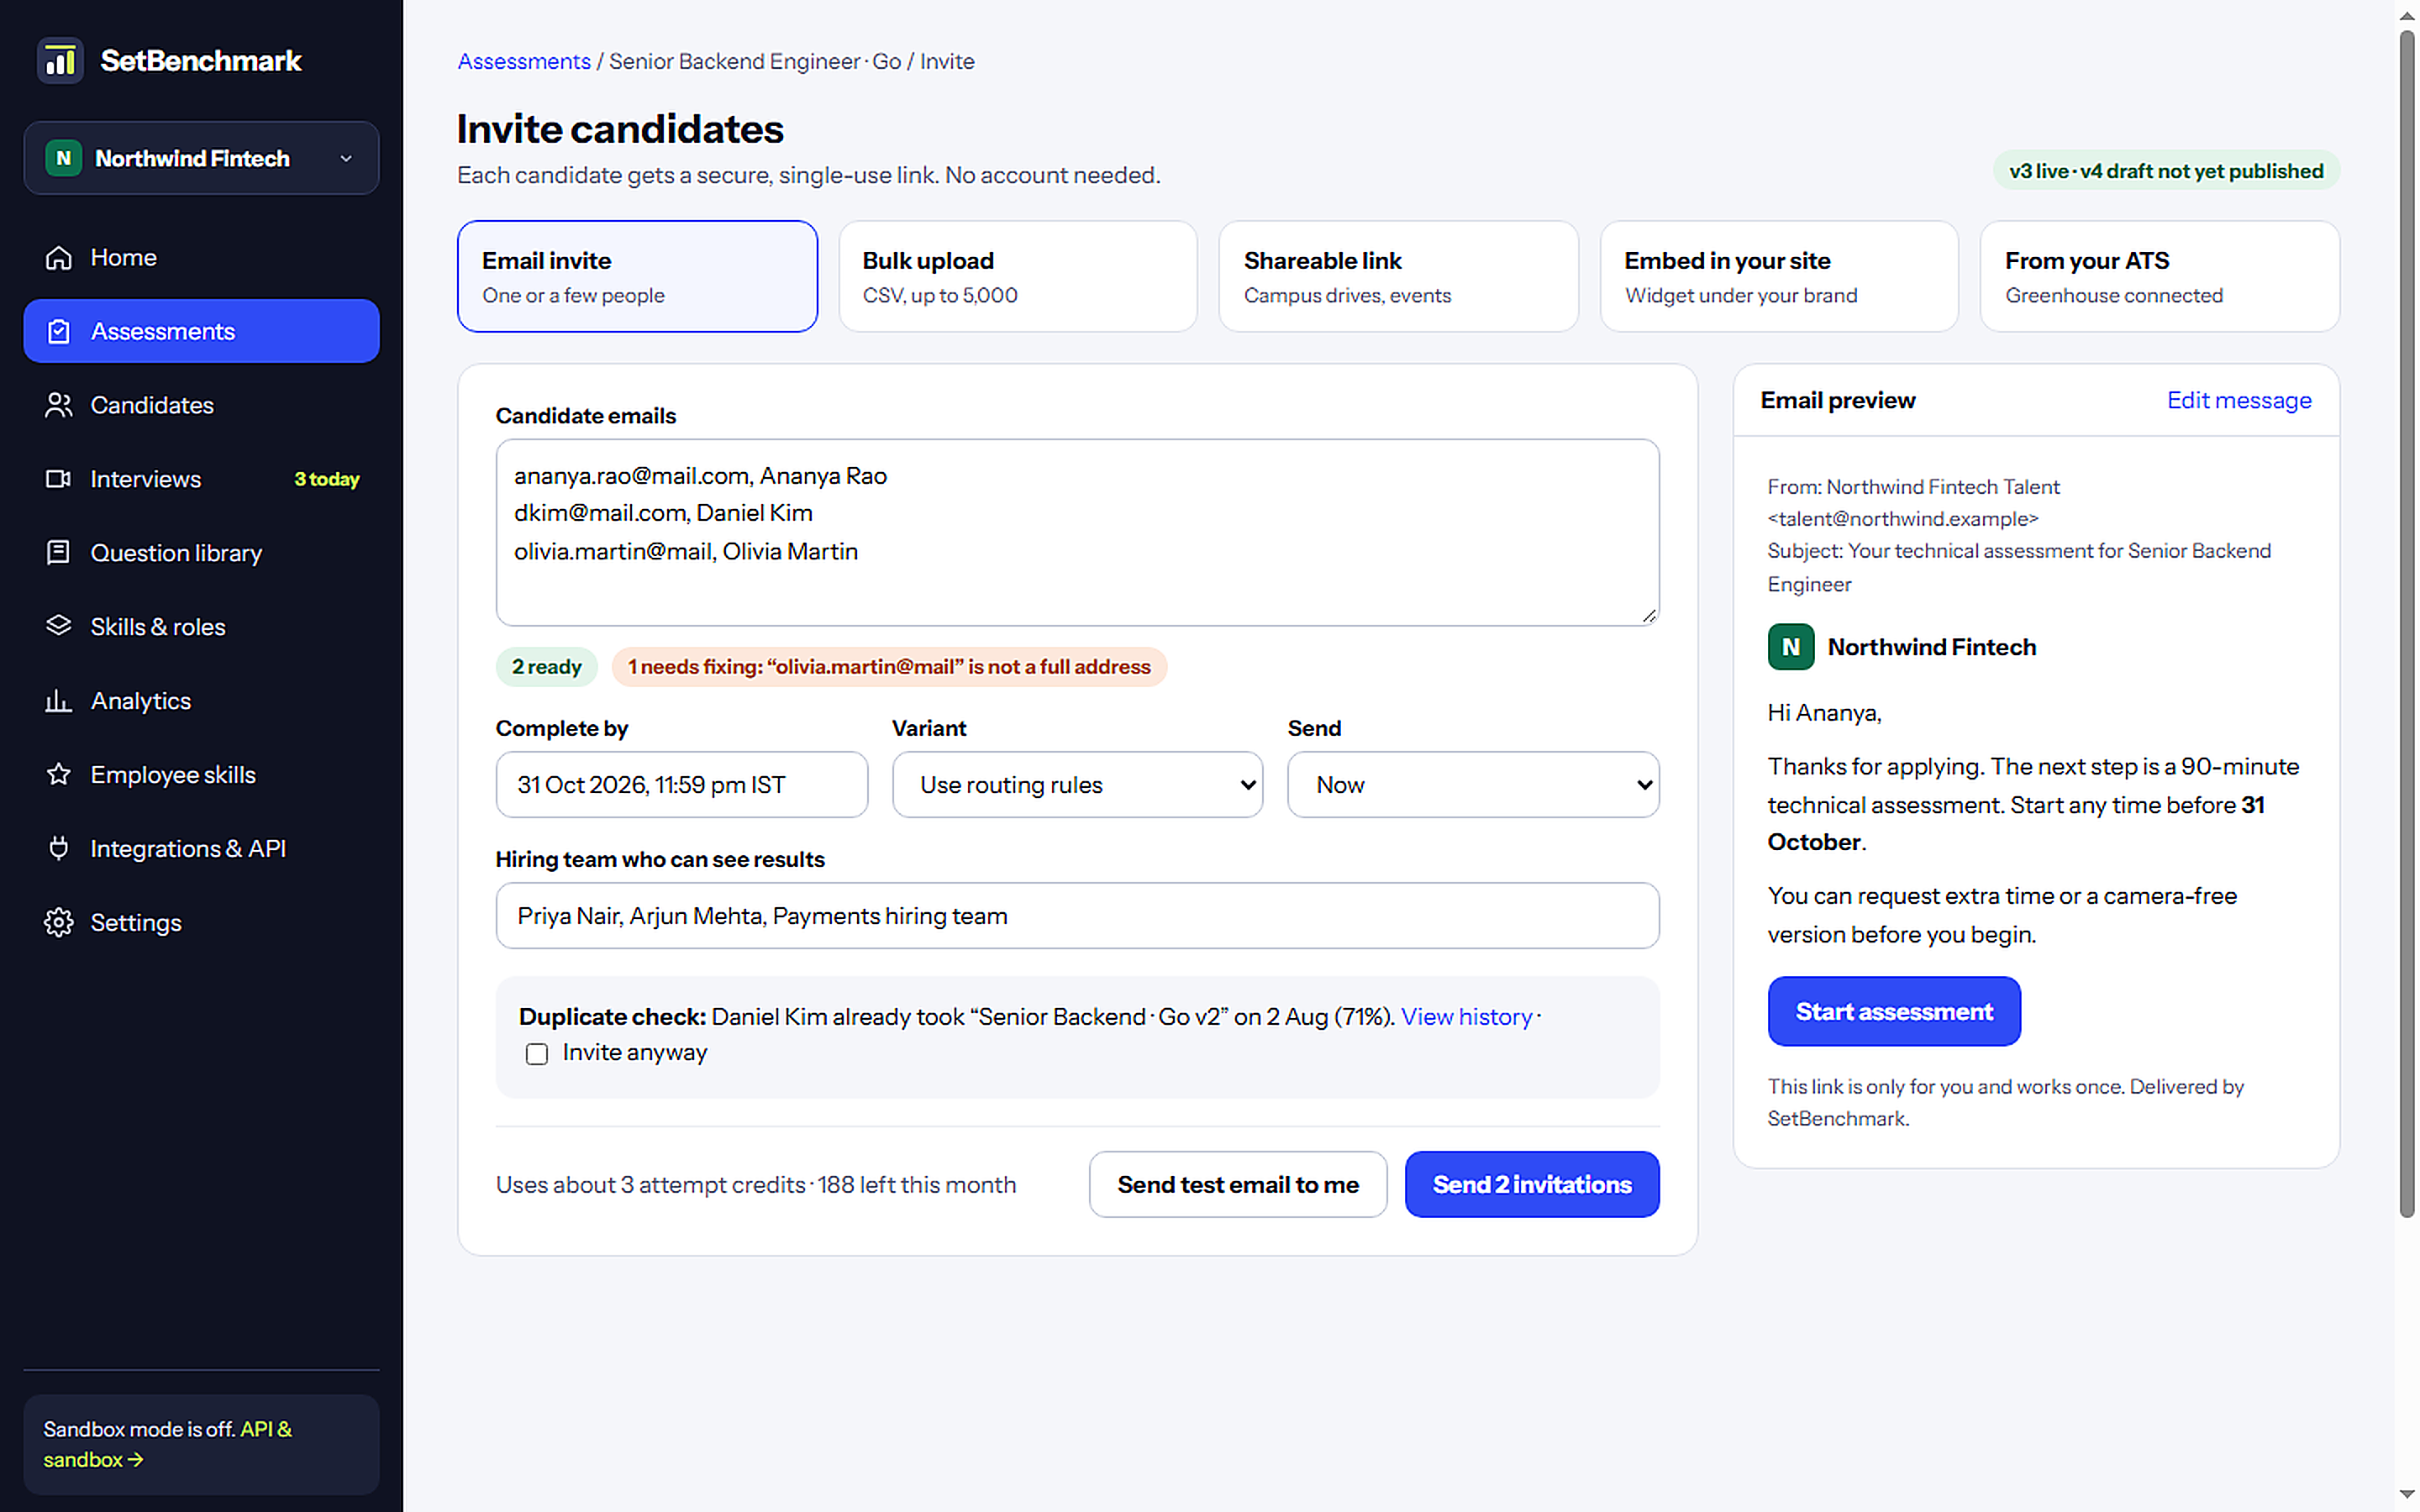 SetBenchmark
N Northwind Fintech
Home
Assessments
Candidates
Interviews 3 today
Question library
Skills & roles
Analytics
Employee skills
Integrations & API
Settings
Sandbox mode is off. API &
sandbox →
Assessments / Senior Backend Engineer · Go / Invite
Invite candidates
Each candidate gets a secure, single-use link. No account needed.
v3 live · v4 draft not yet published
Email invite
One or a few people
Bulk upload
CSV, up to 5,000
Shareable link
Campus drives, events
Embed in your site
Widget under your brand
From your ATS
Greenhouse connected
Candidate emails
ananya.rao@mail.com, Ananya Rao
dkim@mail.com, Daniel Kim
olivia.martin@mail, Olivia Martin
2 ready
1 needs fixing: “olivia.martin@mail” is not a full address
Complete by
31 Oct 2026, 11:59 pm IST
Variant
Use routing rules
Send
Now
Hiring team who can see results
Priya Nair, Arjun Mehta, Payments hiring team
Duplicate check: Daniel Kim already took “Senior Backend · Go v2” on 2 Aug (71%). View history ·
Invite anyway
Uses about 3 attempt credits · 188 left this month
Send test email to me
Send 2 invitations
Email preview
Edit message
From: Northwind Fintech Talent
<talent@northwind.example>
Subject: Your technical assessment for Senior Backend
Engineer
N Northwind Fintech
Hi Ananya,
Thanks for applying. The next step is a 90-minute
technical assessment. Start any time before 31
October.
You can request extra time or a camera-free
version before you begin.
Start assessment
This link is only for you and works once. Delivered by
SetBenchmark.